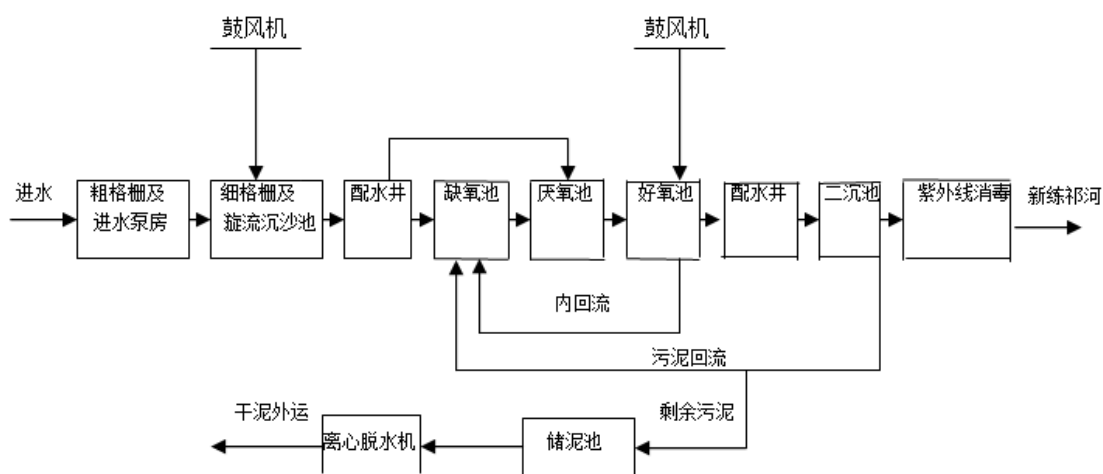 鼓风机
鼓风机
进水
粗格栅及
进水泵房
细格栅及
漩流沉沙池
配水井
缺氧池
厌氧池
好氧池
配水井
二沉池
紫外线消毒
新练祁河
内回流
污泥回流
剩余污泥
干泥外运
离心脱水机
储泥池